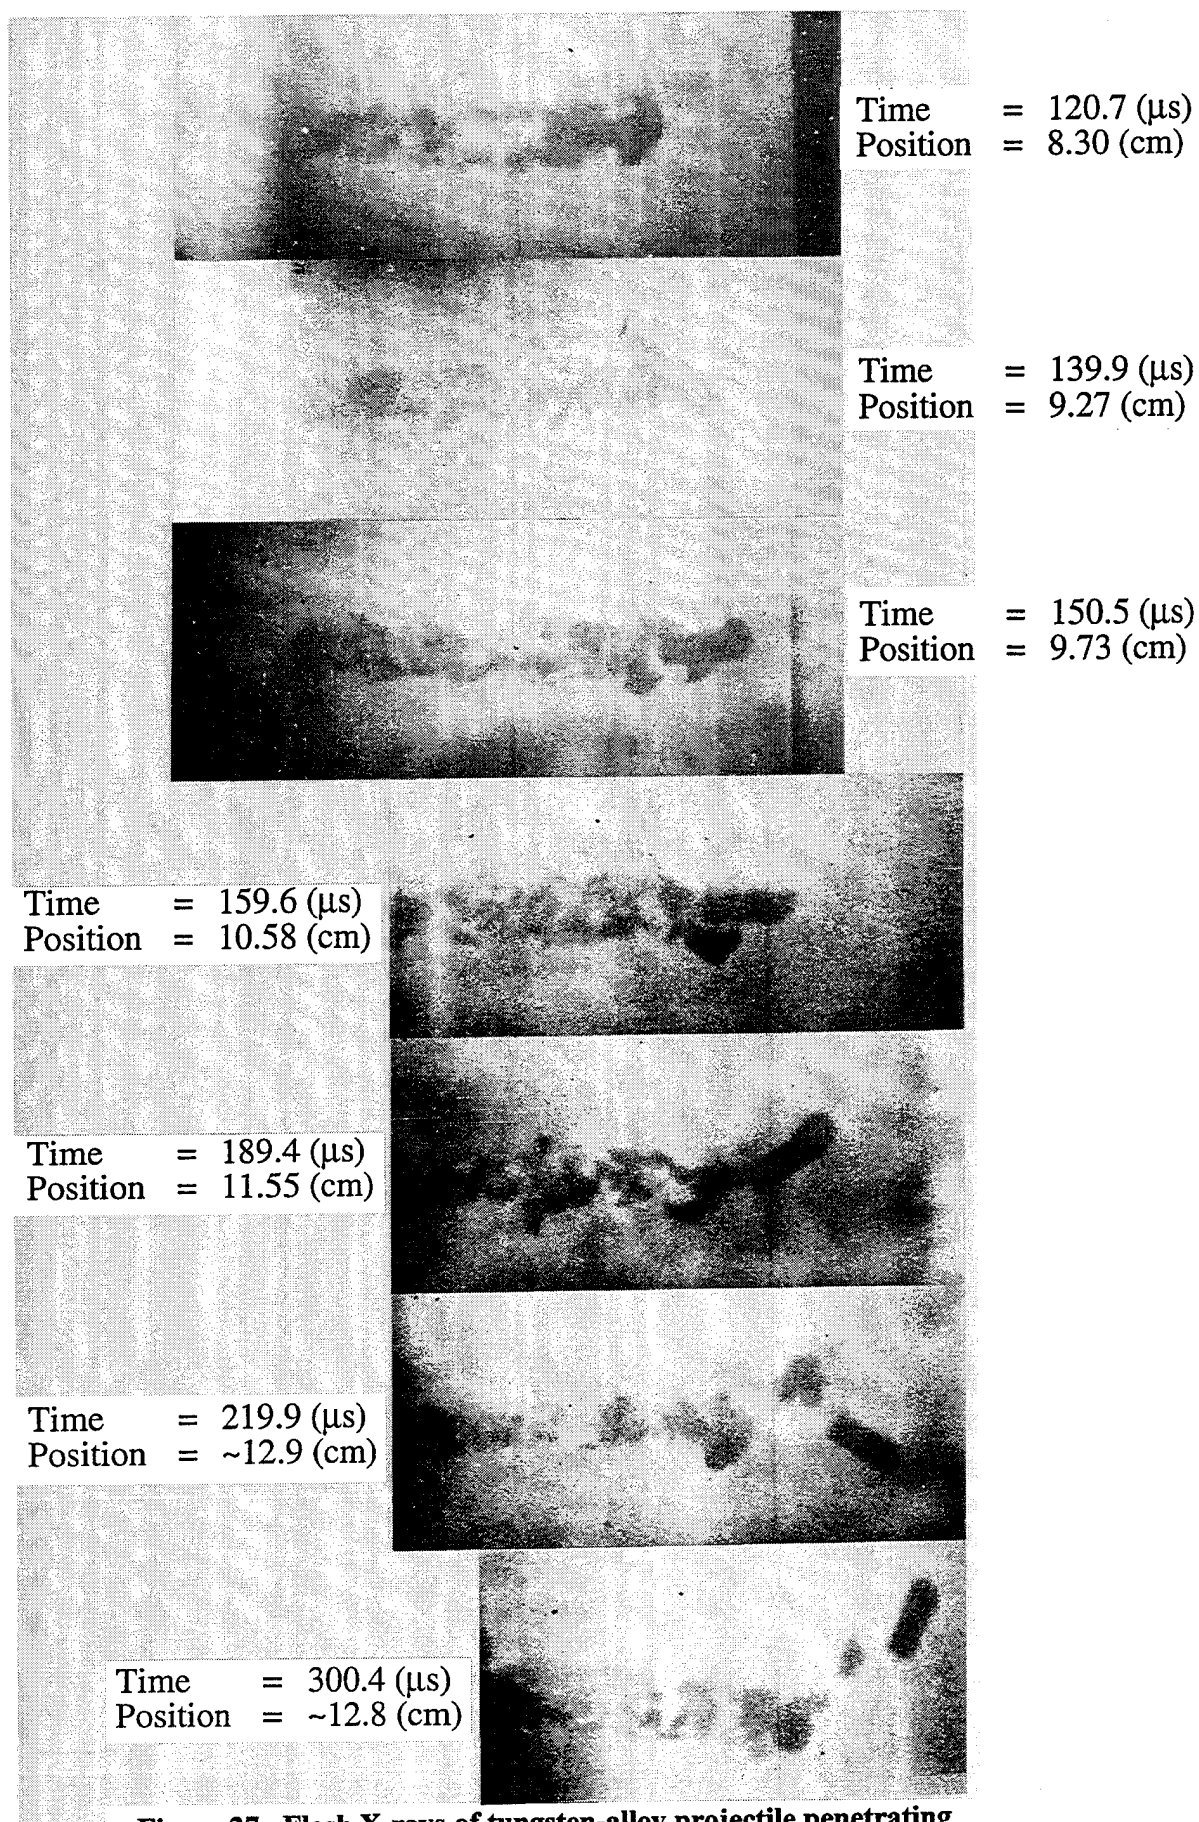 Time = 120.7 (μs)
Position = 8.30 (cm)
Time = 139.9 (μs)
Position = 9.27 (cm)
Time = 150.5 (μs)
Position = 9.73 (cm)
Time = 159.6 (μs)
Position = 10.58 (cm)
Time = 189.4 (μs)
Position = 11.55 (cm)
Time = 219.9 (μs)
Position = ~12.9 (cm)
Time = 300.4 (μs)
Position = ~12.8 (cm)
Figure 27. Flash X-rays of tungsten-alloy projectile penetrating